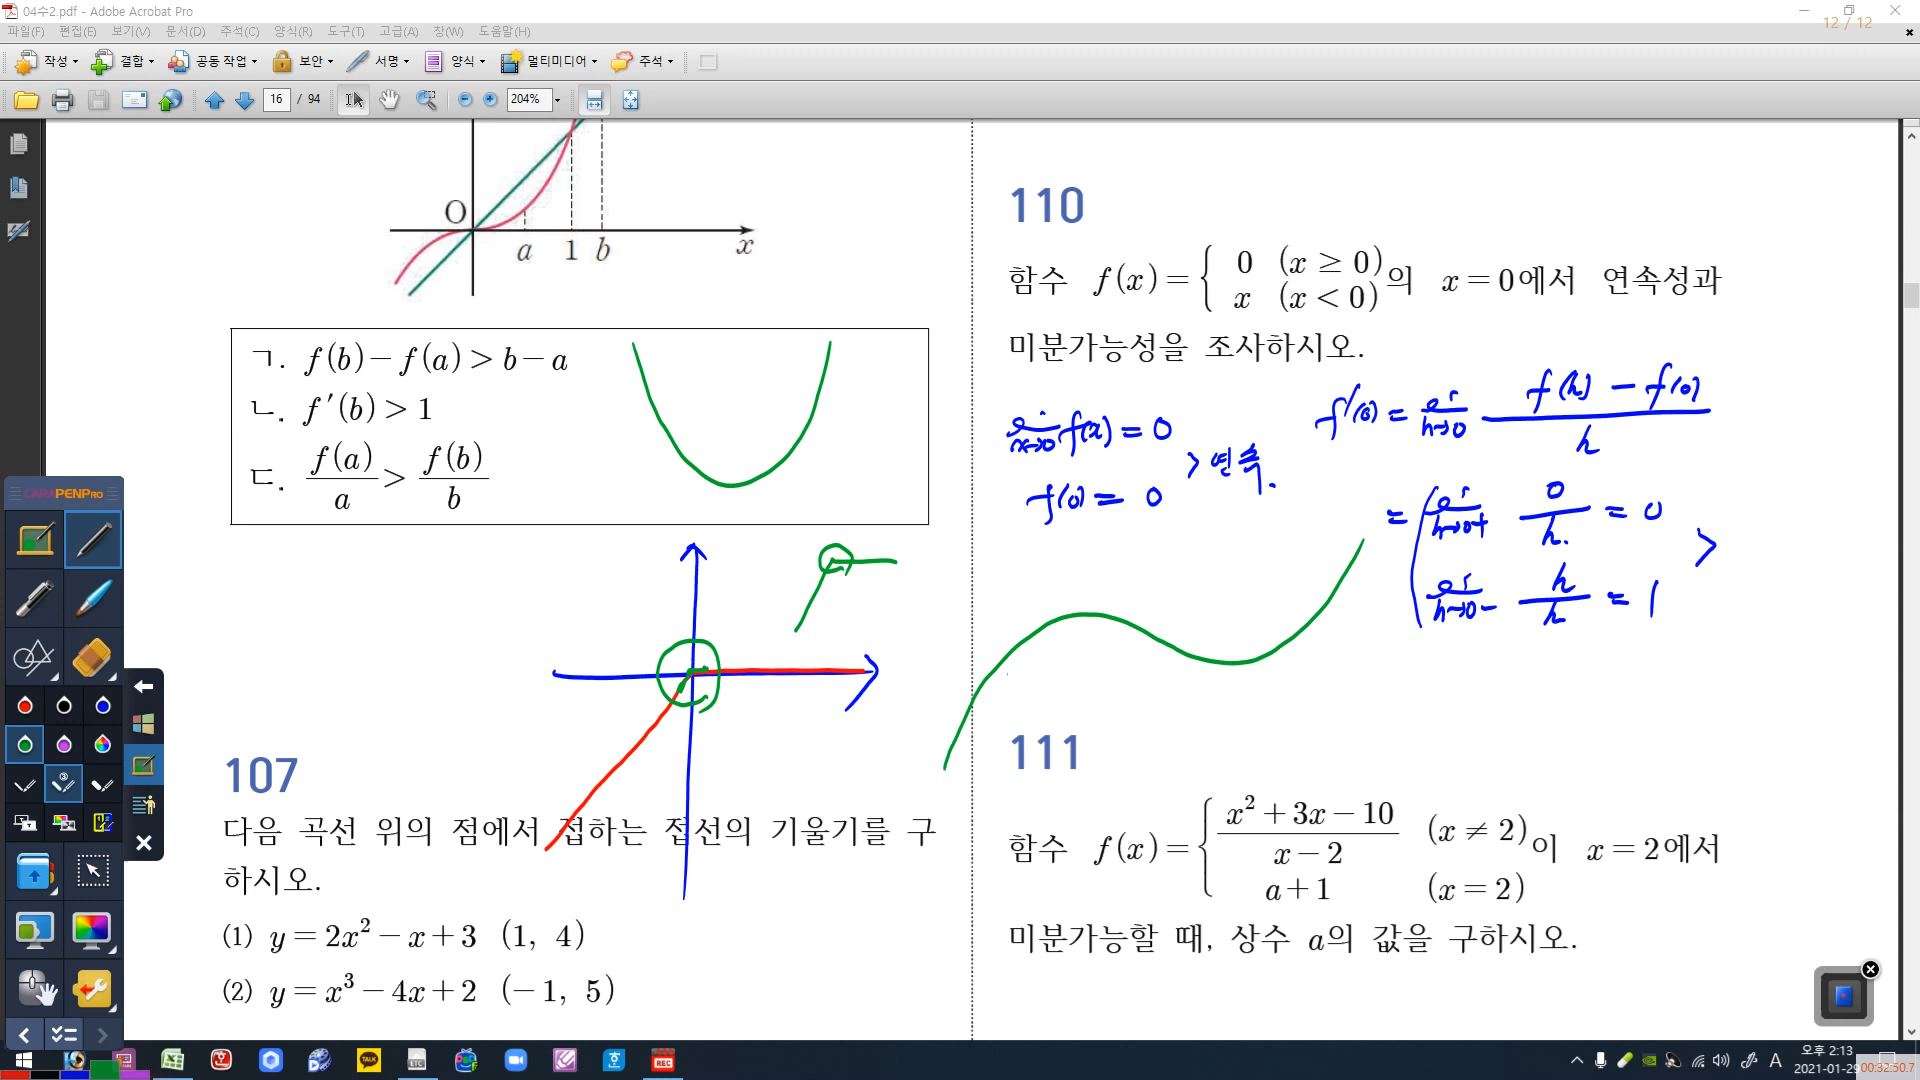 04수2.pdf - Adobe Acrobat Pro
12 / 12
파일(F) 편집(E) 보기(V) 문서(D) 주석(C) 양식(R) 도구(T) 고급(A) 창(W) 도움말(H)
작성 결합 공동 작업 보안 서명 양식 멀티미디어 주석
16 / 94 204%
O a 1 b x
ㄱ. f(b)−f(a)>b−a
ㄴ. f′(b)>1
ㄷ. f(a)/a > f(b)/b
107
다음 곡선 위의 점에서 접하는 접선의 기울기를 구
하시오.
(1) y=2x²−x+3 (1, 4)
(2) y=x³−4x+2 (−1, 5)
110
함수 f(x)={ 0 (x≥0) x (x<0) 의 x=0에서 연속성과
미분가능성을 조사하시오.
lim x→0 f(x) = 0
f(0) = 0 > 연속.
f′(0) = lim h→0 (f(h) − f(0))/h
= ( lim h→0+ 0/h = 0
lim h→0− h/h = 1 >
111
함수 f(x)={ (x²+3x−10)/(x−2) (x≠2) a+1 (x=2) 이 x=2에서
미분가능할 때, 상수 a의 값을 구하시오.
CARAPENPRO
TALK
LTC
REC
A
오후 2:13
2021-01-29
00:32:50.7